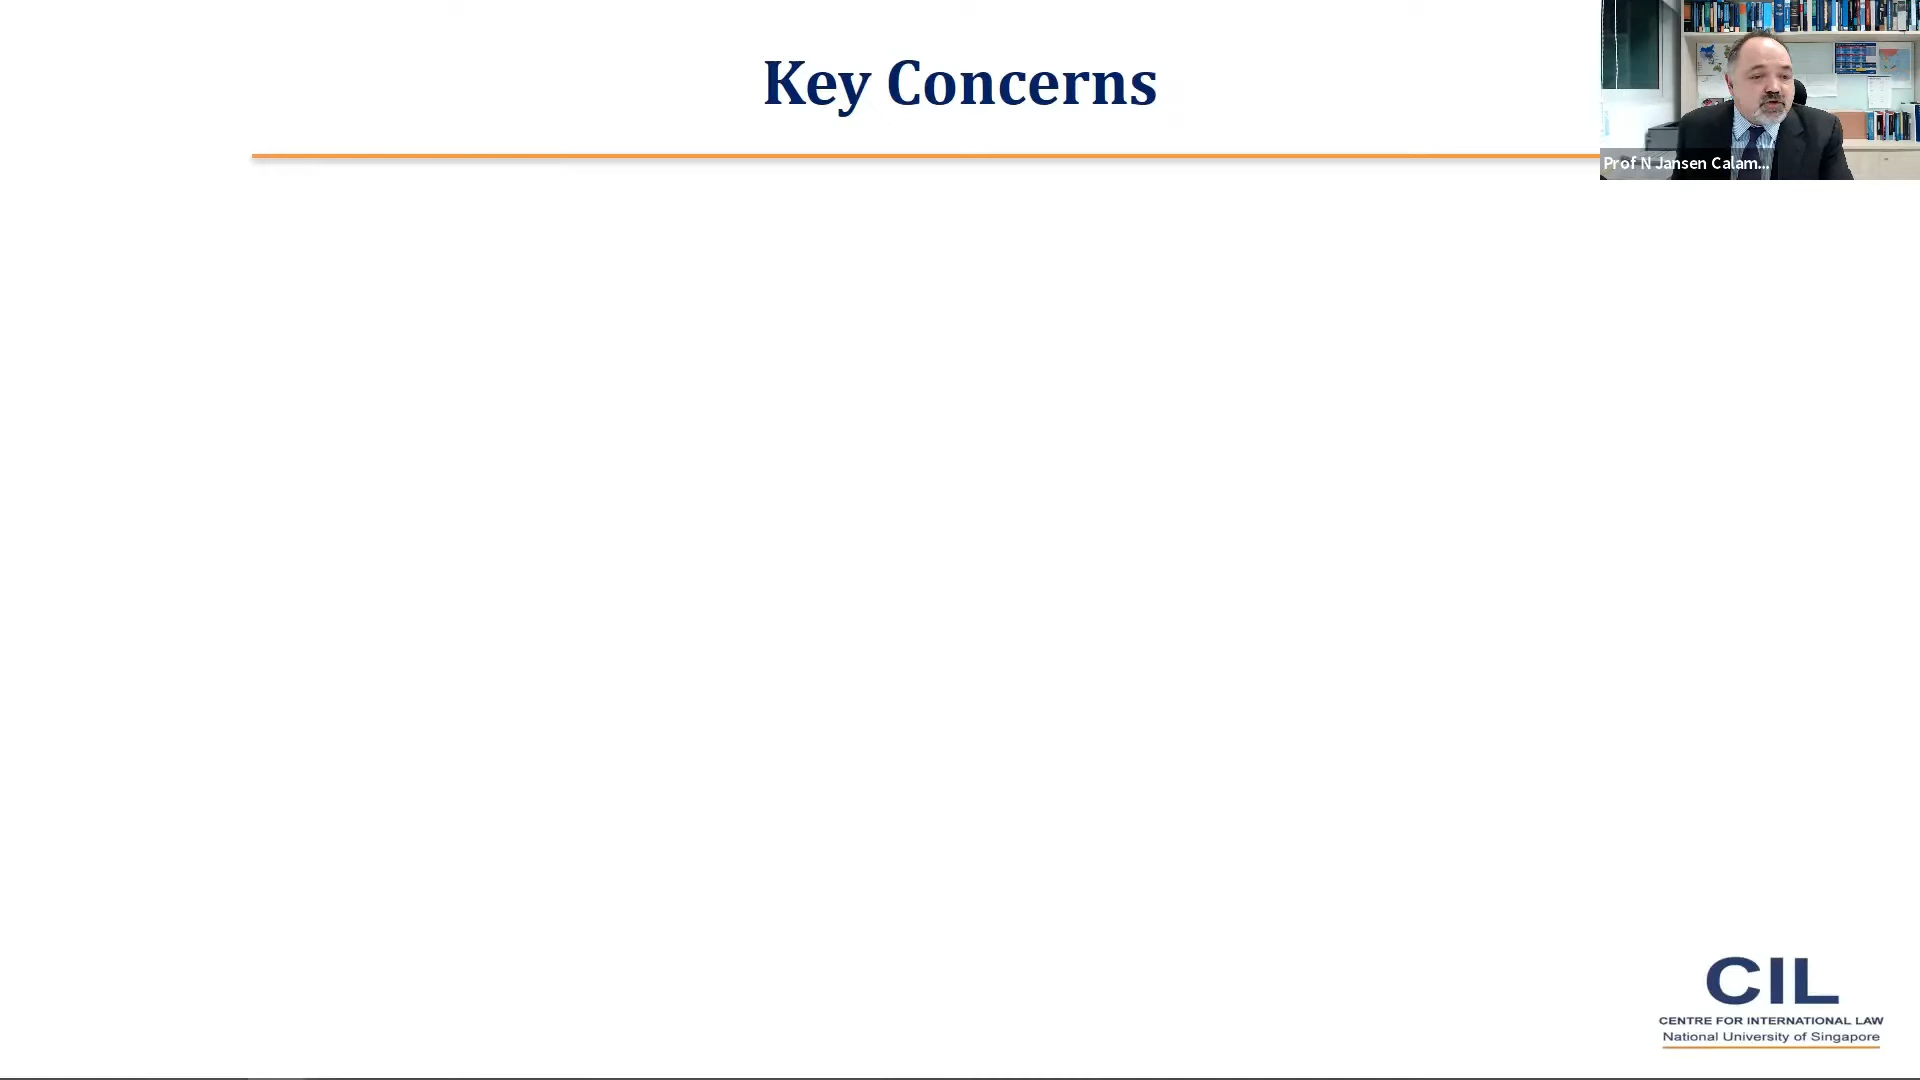 Key Concerns
Prof N Jansen Calam...
CIL
CENTRE FOR INTERNATIONAL LAW
National University of Singapore